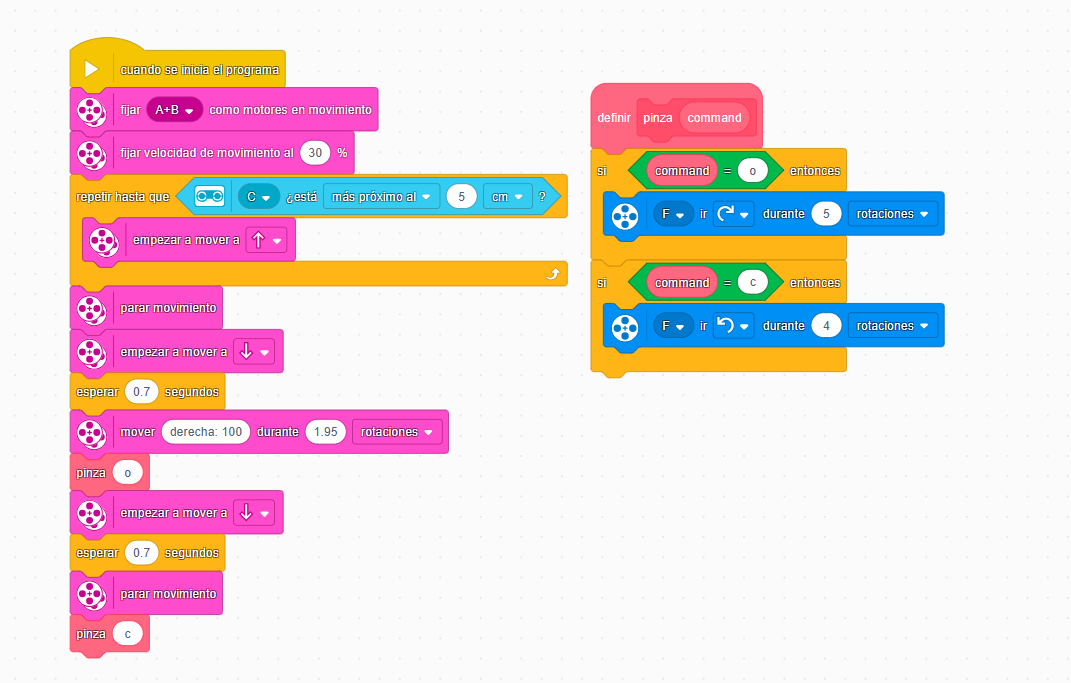 cuando se inicia el programa
fijar A+B como motores en movimiento
fijar velocidad de movimiento al 30 %
repetir hasta que C ¿está más próximo al 5 cm ?
empezar a mover a
parar movimiento
empezar a mover a
esperar 0.7 segundos
mover derecha: 100 durante 1.95 rotaciones
pinza o
empezar a mover a
esperar 0.7 segundos
parar movimiento
pinza c
definir pinza command
si command = o entonces
F ir durante 5 rotaciones
si command = c entonces
F ir durante 4 rotaciones